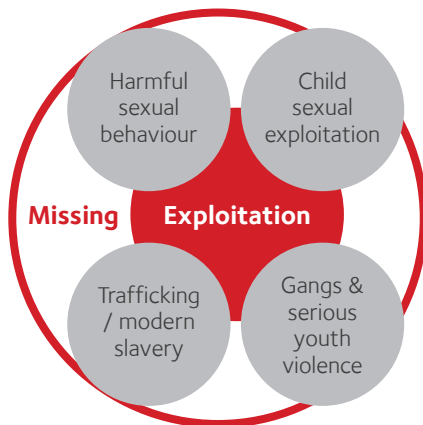 Harmful
sexual
behaviour
Child
sexual
exploitation
Missing
Exploitation
Trafficking
/ modern
slavery
Gangs &
serious
youth
violence